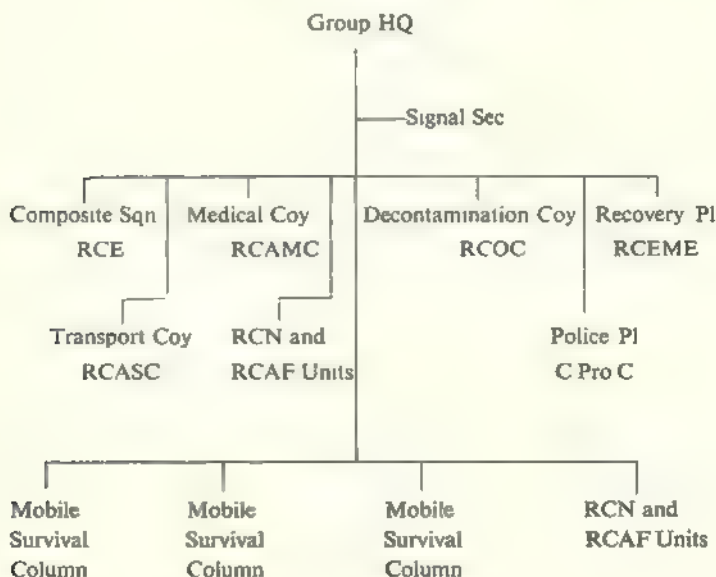 Group HQ
Signal Sec
Composite Sqn
RCE
Medical Coy
RCAMC
Decontamination Coy
RCOC
Recovery Pl
RCEME
Transport Coy
RCASC
RCN and
RCAF Units
Police Pl
C Pro C
Mobile
Survival
Column
Mobile
Survival
Column
Mobile
Survival
Column
RCN and
RCAF Units